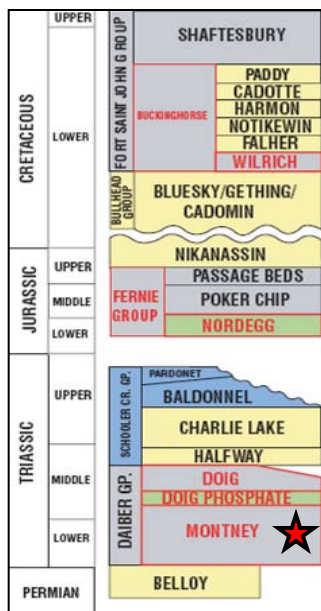 UPPER
SHAFTESBURY
FORT SAINT JOHN GROUP
CRETACEOUS
LOWER
BUCKINGHORSE
PADDY
CADOTTE
HARMON
NOTIKEWIN
FALHER
WILRICH
BULLHEAD GROUP
BLUESKY/GETHING/
CADOMIN
JURASSIC
UPPER
NIKANASSIN
PASSAGE BEDS
MIDDLE
FERNIE
GROUP
POKER CHIP
LOWER
NORDEGG
TRIASSIC
UPPER
SCHOOLER CR. GP.
PARDONET
BALDONNEL
CHARLIE LAKE
HALFWAY
MIDDLE
DAIBER GP.
DOIG
DOIG PHOSPHATE
LOWER
MONTNEY
PERMIAN
BELLOY